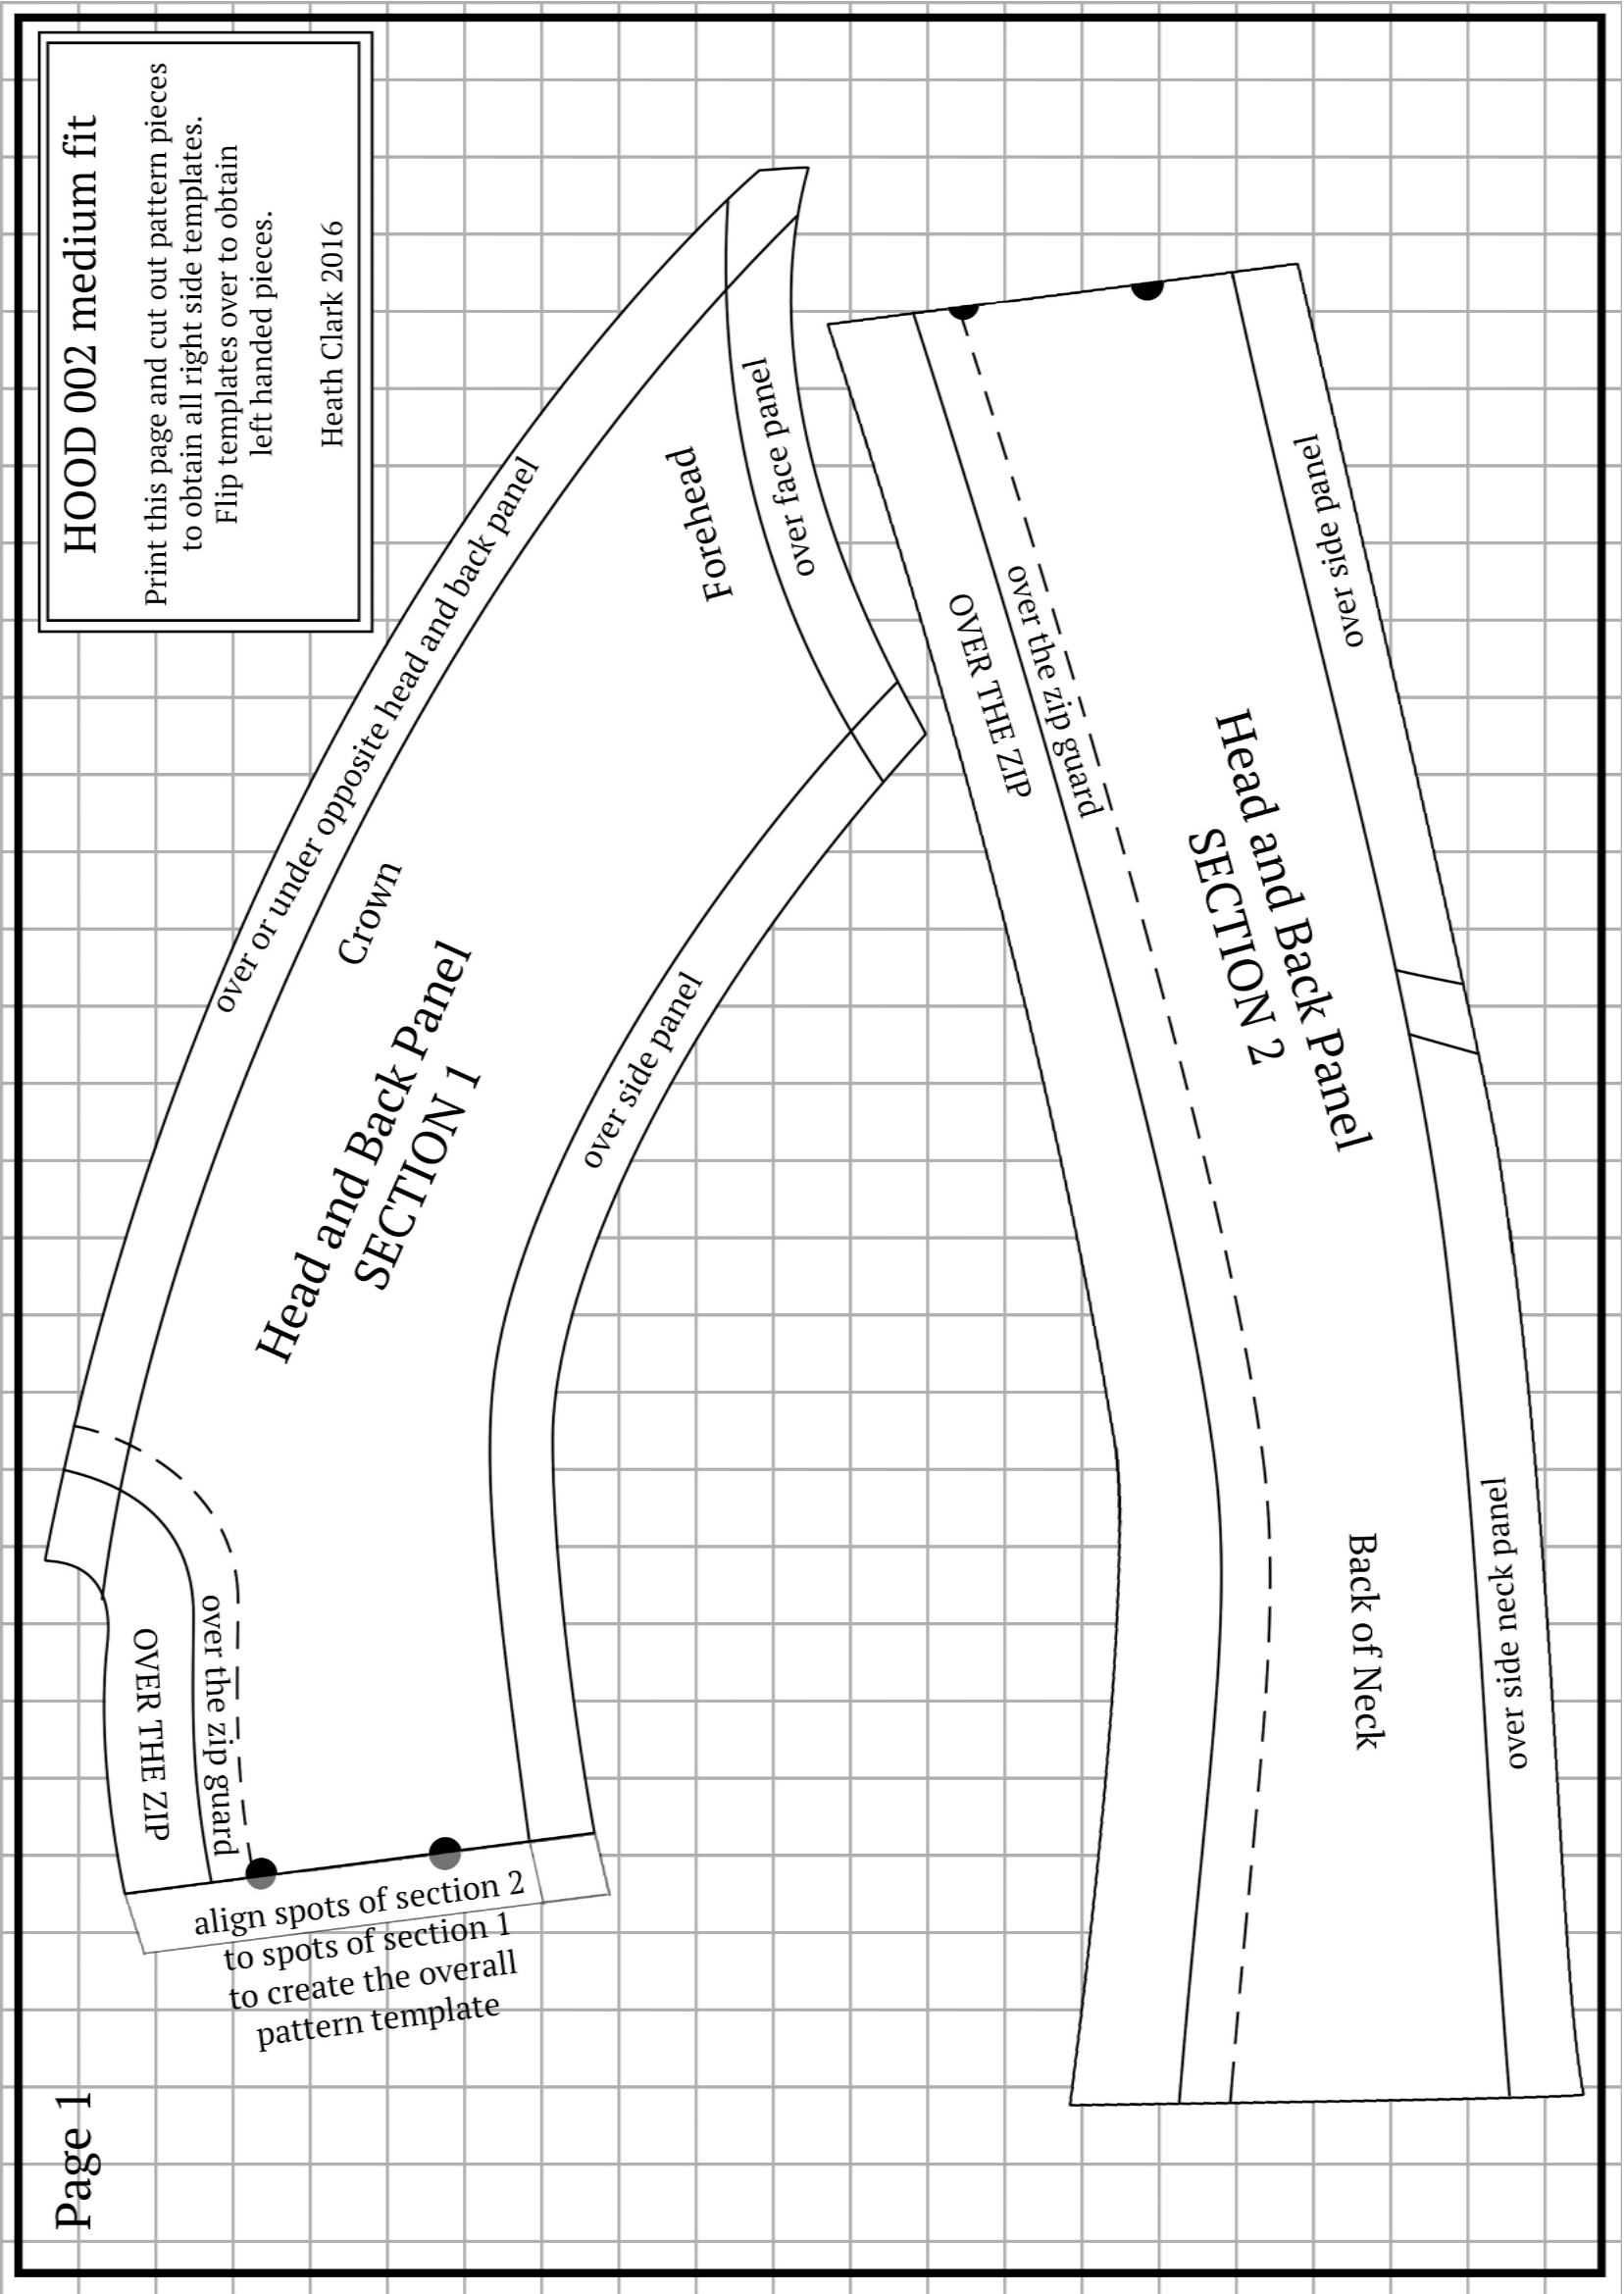 HOOD 002 medium fit
Print this page and cut out pattern pieces
to obtain all right side templates.
Flip templates over to obtain
left handed pieces.
Heath Clark 2016
over or under opposite head and back panel
Forehead
over face panel
Crown
Head and Back Panel
SECTION 1
over side panel
OVER THE ZIP
over the zip guard
align spots of section 2
to spots of section 1
to create the overall
pattern template
OVER THE ZIP
over the zip guard
over side panel
Head and Back Panel
SECTION 2
Back of Neck
over side neck panel
Page 1